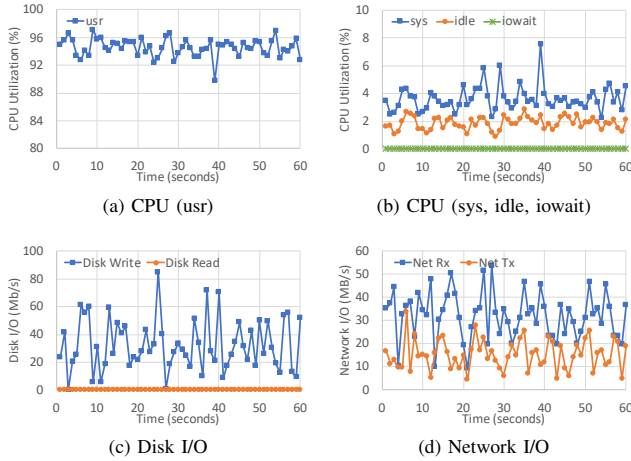 usr
CPU Utilization (%)
100
96
92
88
84
80
0 10 20 30 40 50 60
Time (seconds)
(a) CPU (usr)
sys idle iowait
CPU Utilization (%)
10
8
6
4
2
0
0 10 20 30 40 50 60
Time (seconds)
(b) CPU (sys, idle, iowait)
Disk Write Disk Read
Disk I/O (Mb/s)
100
80
60
40
20
0
0 10 20 30 40 50 60
Time (seconds)
(c) Disk I/O
Net Rx Net Tx
Network I/O (Mb/s)
60
50
40
30
20
10
0
0 10 20 30 40 50 60
Time (seconds)
(d) Network I/O